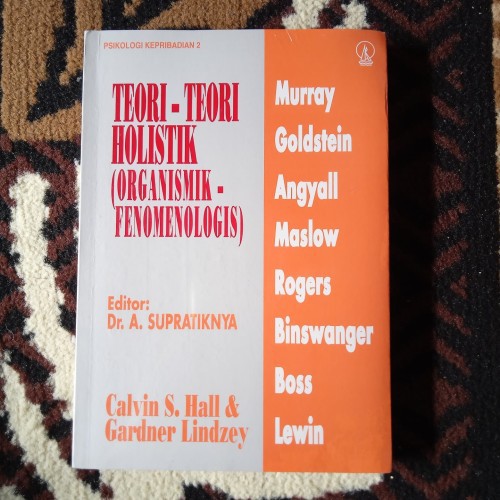 PSIKOLOGI KEPRIBADIAN 2
TEORI - TEORI
HOLISTIK
(ORGANISMIK -
FENOMENOLOGIS)
Editor:
Dr. A. SUPRATIKNYA
Calvin S. Hall &
Gardner Lindzey
Murray
Goldstein
Angyall
Maslow
Rogers
Binswanger
Boss
Lewin